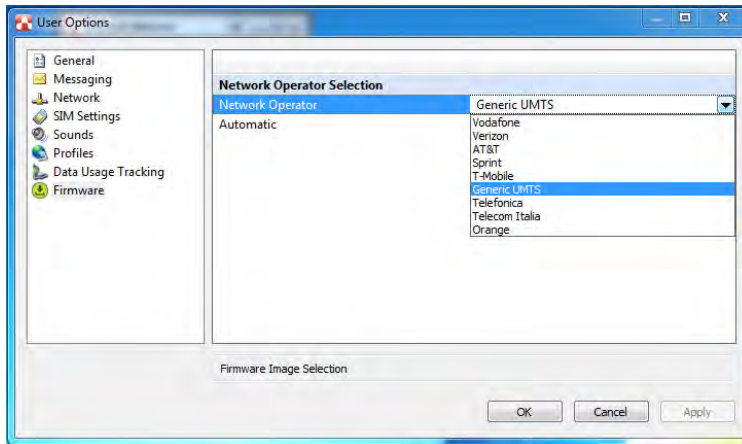 User Options
General
Messaging
Network
SIM Settings
Sounds
Profiles
Data Usage Tracking
Firmware
Network Operator Selection
Network Operator Generic UMTS
Automatic
Vodafone
Verizon
AT&T
Sprint
T-Mobile
Generic UMTS
Telefonica
Telecom Italia
Orange
Firmware Image Selection
OK Cancel Apply